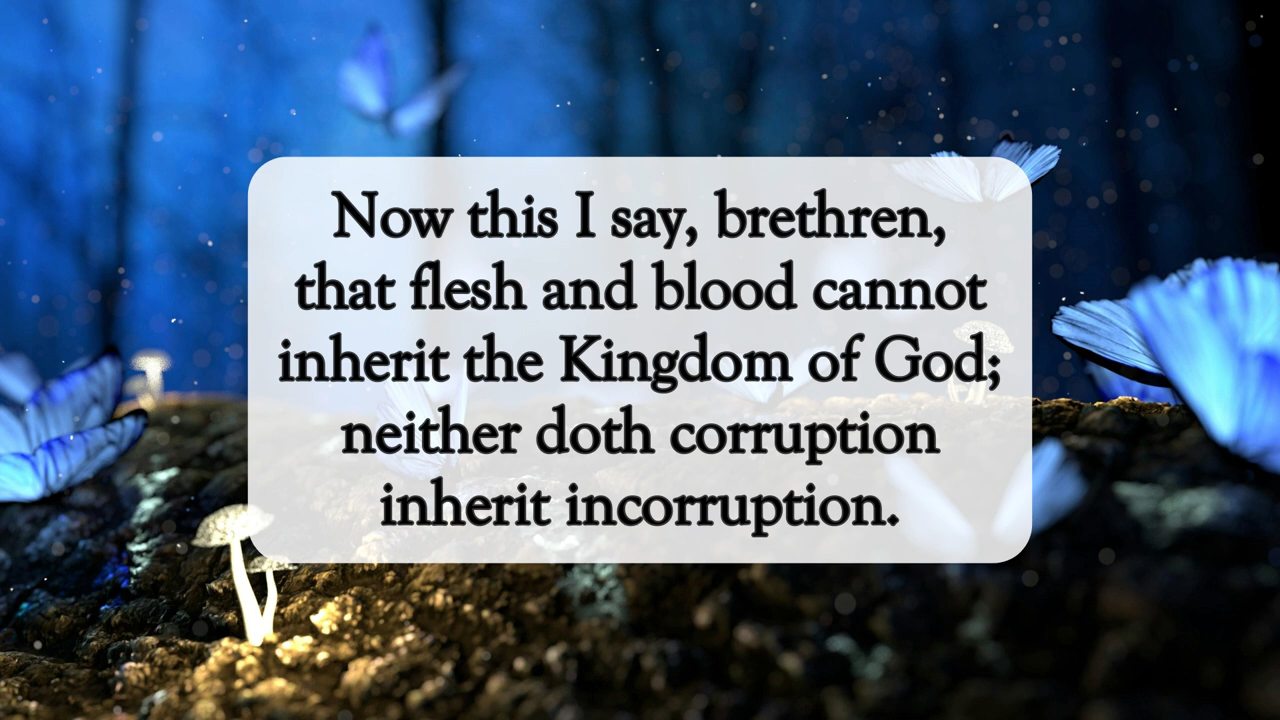 Now this I say, brethren,
that flesh and blood cannot
inherit the Kingdom of God;
neither doth corruption
inherit incorruption.